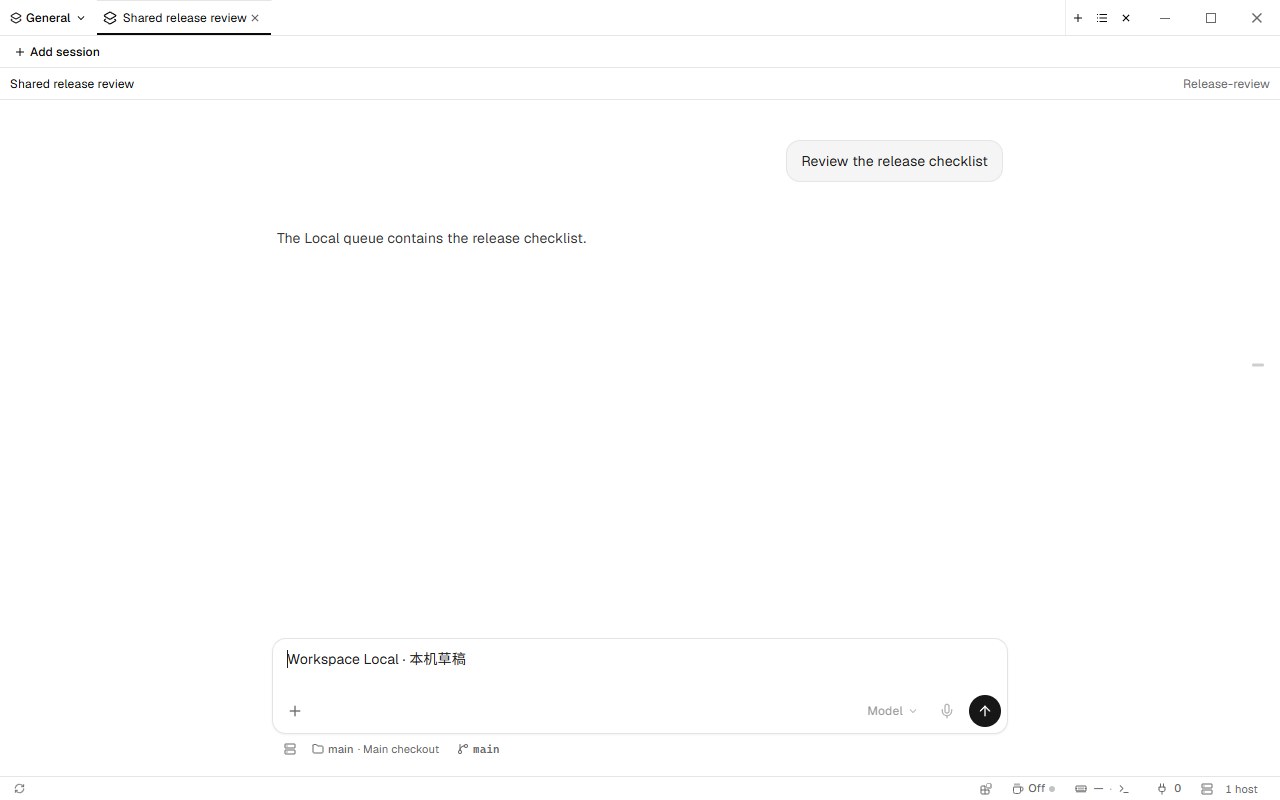 General
Shared release review
Add session
Shared release review
Release-review
Review the release checklist
The Local queue contains the release checklist.
Workspace Local · 本机草稿
Model
main · Main checkout
main
Off
— ·
0
1 host